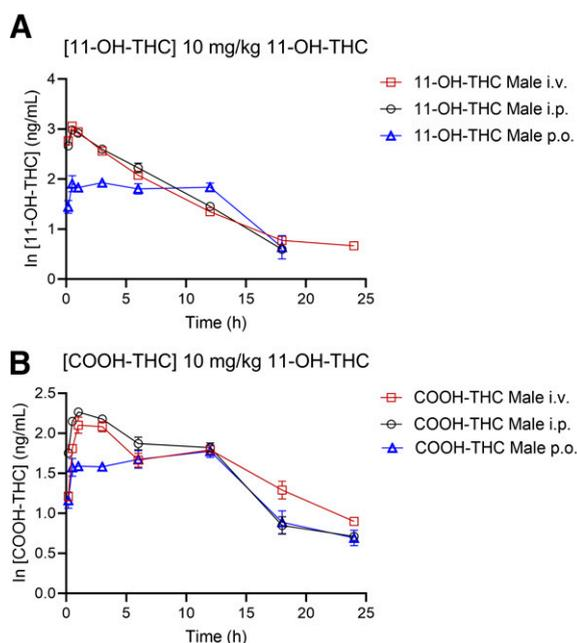 A
[11-OH-THC] 10 mg/kg 11-OH-THC
ln [11-OH-THC] (ng/mL)
4
3
2
1
0
0 5 10 15 20 25
Time (h)
11-OH-THC Male i.v.
11-OH-THC Male i.p.
11-OH-THC Male p.o.
B
[COOH-THC] 10 mg/kg 11-OH-THC
ln [COOH-THC] (ng/mL)
2.5
2.0
1.5
1.0
0.5
0.0
0 5 10 15 20 25
Time (h)
COOH-THC Male i.v.
COOH-THC Male i.p.
COOH-THC Male p.o.